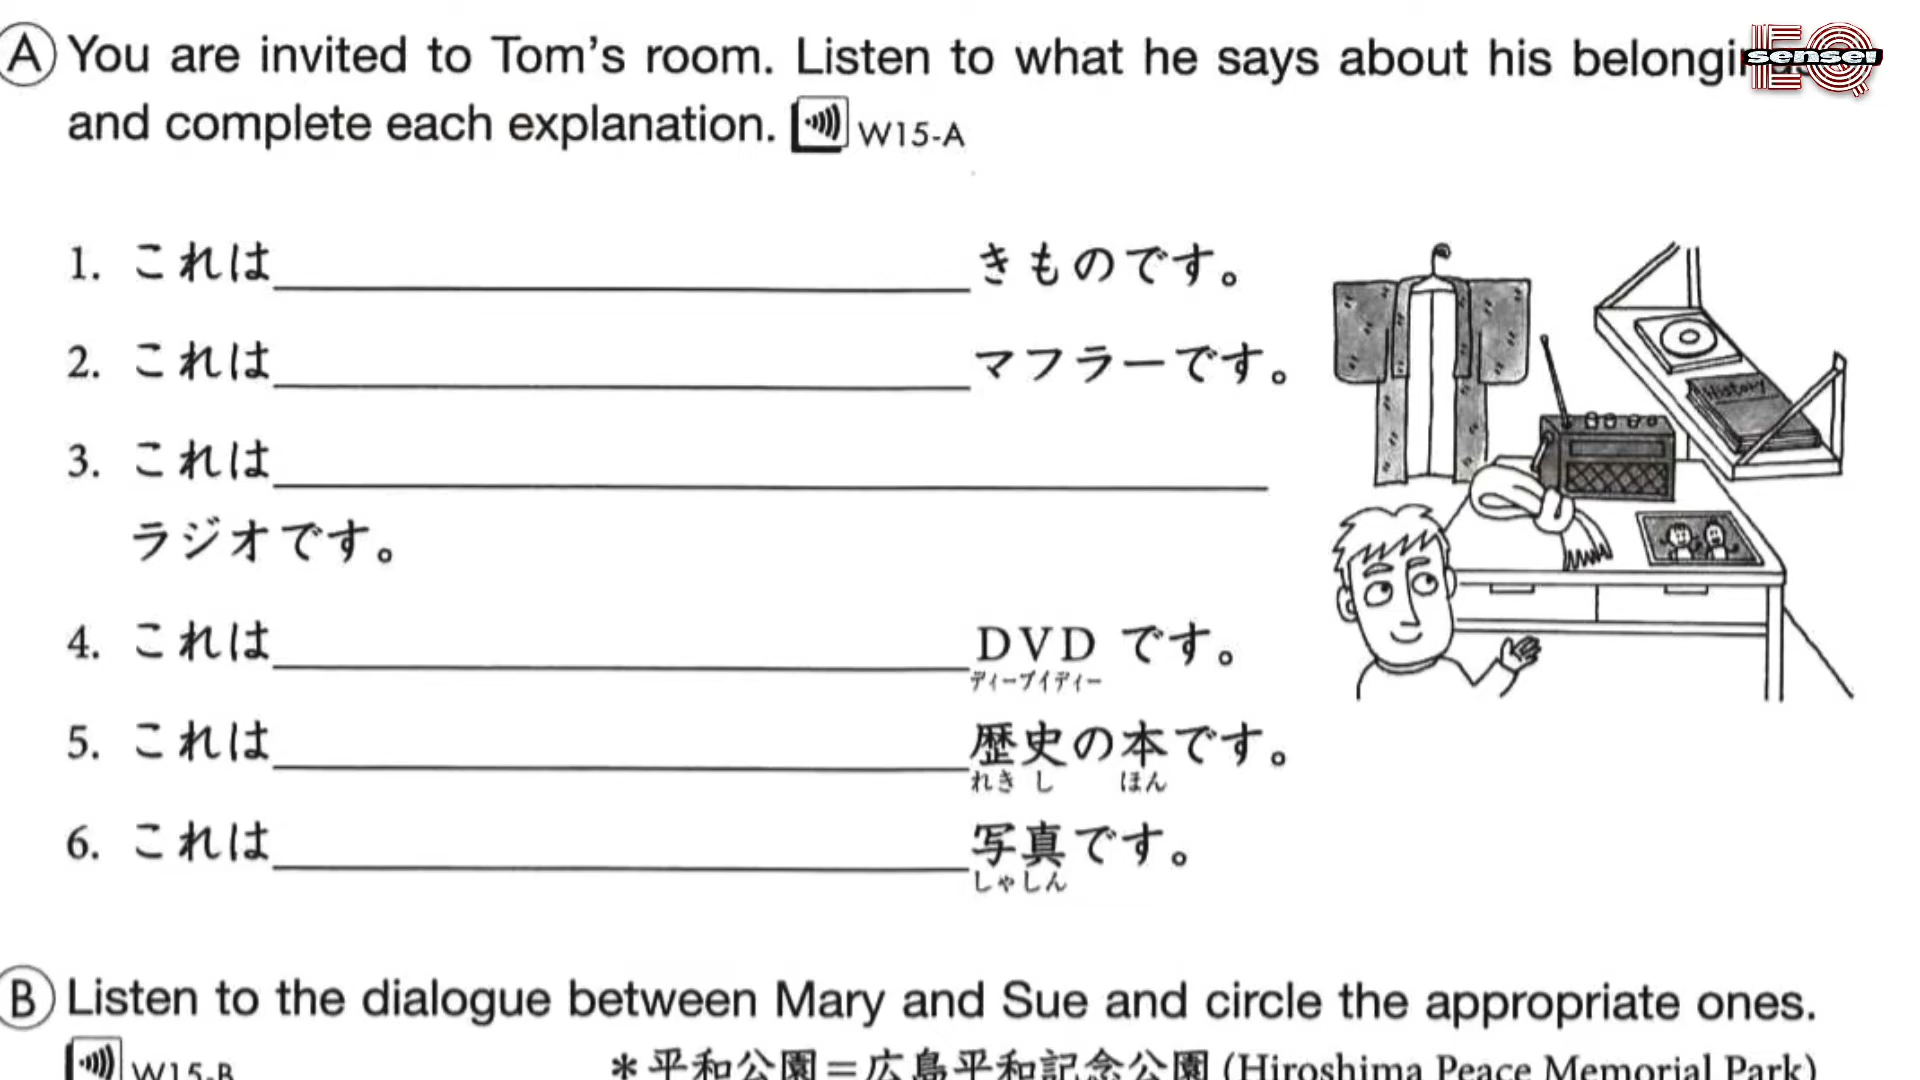 A You are invited to Tom's room. Listen to what he says about his
and complete each explanation. W15-A
EQ
sensei
1. これは きものです。
2. これは マフラーです。
3. これは
ラジオです。
4. これは DVD です。
ディーブイディー
5. これは 歴史の本です。
れき し ほん
6. これは 写真です。
しゃしん
History
B Listen to the dialogue between Mary and Sue and circle the appropriate ones.
W15-B
＊平和公園＝広島平和記念公園 (Hiroshima Peace Memorial Park)